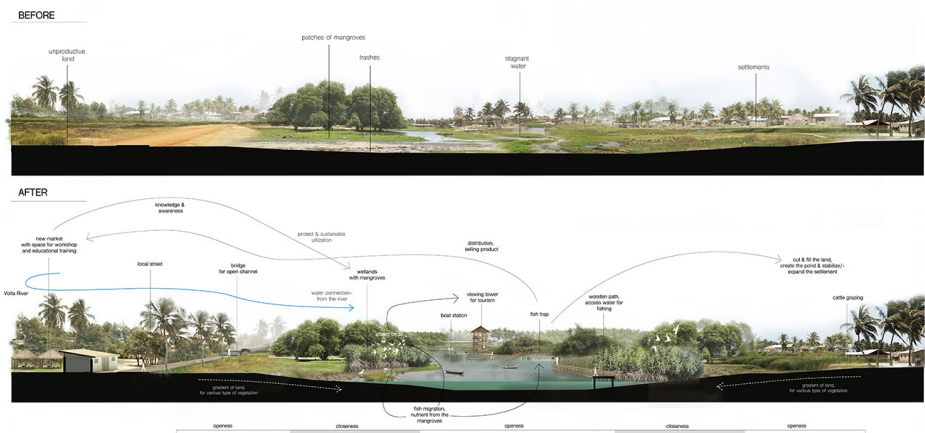 BEFORE
patches of mangroves
unproductive
land
trashes
stagnant
water
settlements
AFTER
knowledge &
awareness
new market
with space for workshop
and educational training
protect & sustainable
utilization
distribution,
selling product
local street
bridge
for open channel
wetlands
with mangroves
cut & fill the land,
create the pond & stabilize/-
expand the settlement
Volta River
water connection-
from the river
viewing tower
for tourism
boat station
fish trap
wooden path,
access water for
fishing
cattle grazing
gradient of land,
for various type of vegetation
gradient of land,
for various type of vegetation
fish migration,
nutrient from the
mangroves
openess
closeness
openess
closeness
openess